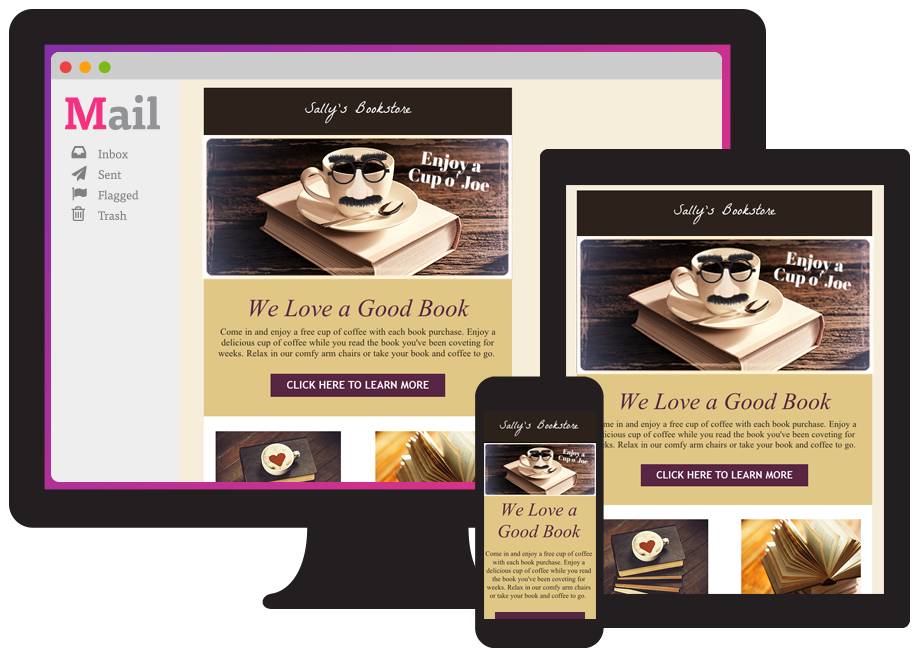 Mail
Inbox
Sent
Flagged
Trash
Sally's Bookstore
Enjoy a
Cup o' Joe
We Love a Good Book
Come in and enjoy a free cup of coffee with each book purchase. Enjoy a
delicious cup of coffee while you read the book you've been coveting for
weeks. Relax in our comfy arm chairs or take your book and coffee to go.
CLICK HERE TO LEARN MORE
Sally's Bookstore
Enjoy a
Cup o' Joe
We Love a Good Book
me in and enjoy a free cup of coffee with each book purchase. Enjoy a
licious cup of coffee while you read the book you've been coveting for
eks. Relax in our comfy arm chairs or take your book and coffee to go.
CLICK HERE TO LEARN MORE
Sally's Bookstore
Enjoy a
Cup o' Joe
We Love a
Good Book
Come in and enjoy a free cup of coffee
with each book purchase. Enjoy a
delicious cup of coffee while you read
the book you've been coveting for
weeks. Relax in our comfy arm chairs
or take your book and coffee to go.